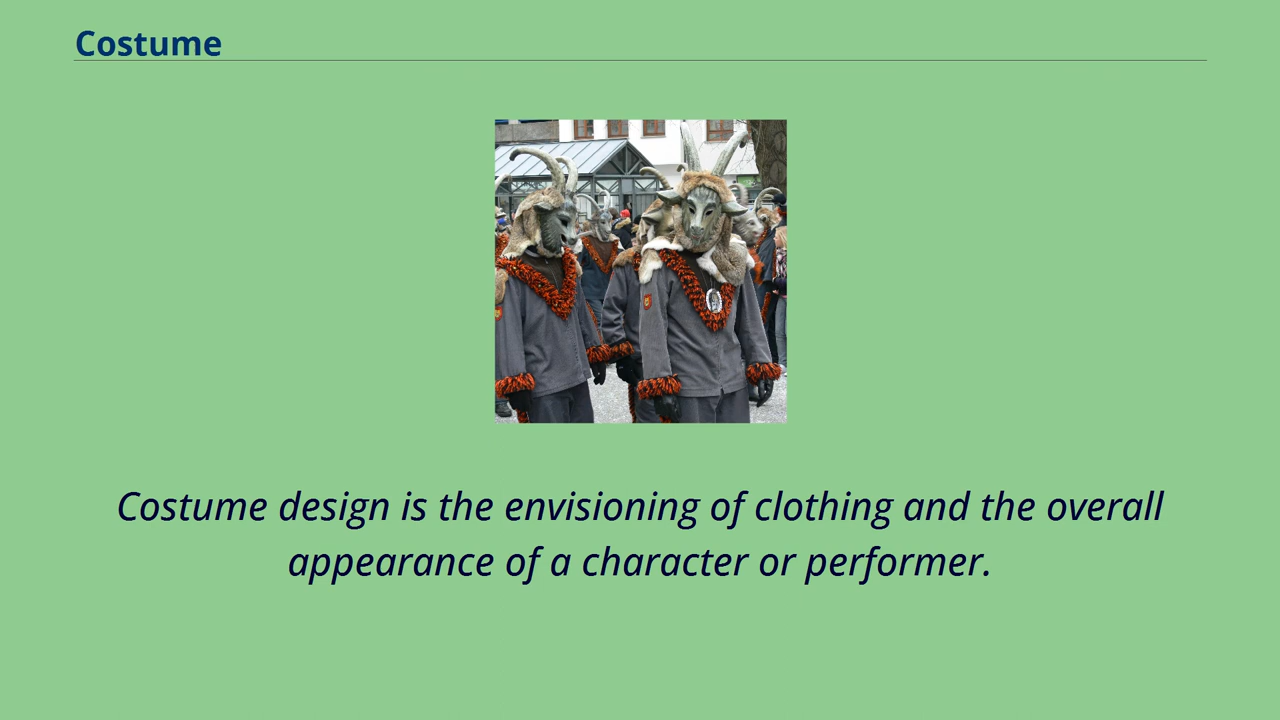 Costume
Costume design is the envisioning of clothing and the overall
appearance of a character or performer.